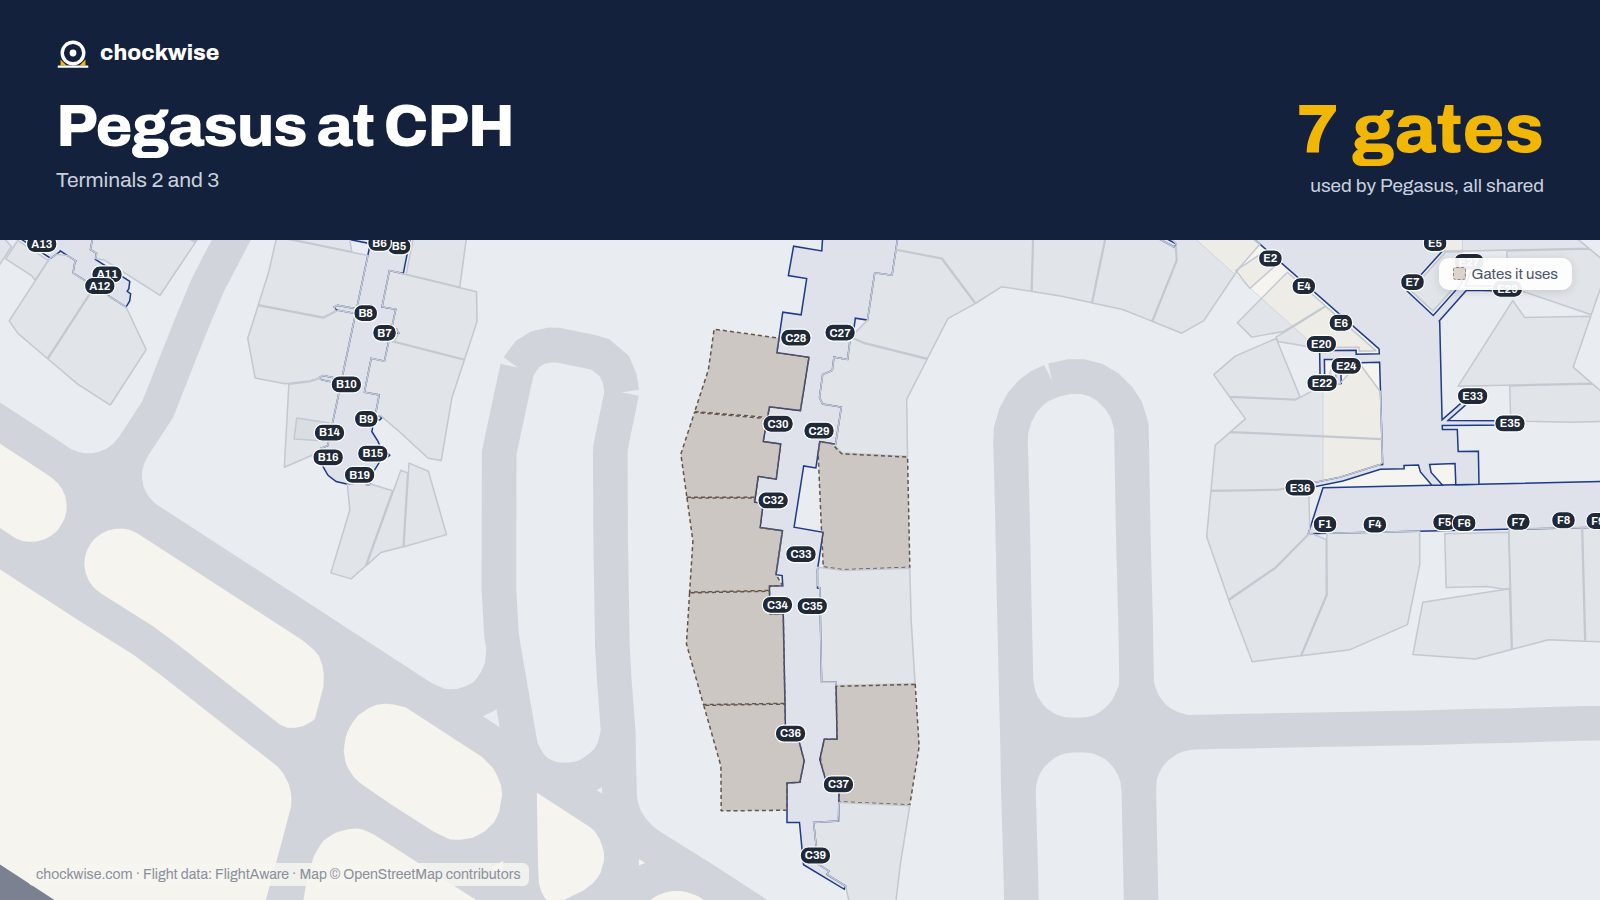 chockwise
Pegasus at CPH
Terminals 2 and 3
7 gates
used by Pegasus, all shared
Gates it uses
A13
A11
A12
B6
B5
B8
B7
B10
B9
B14
B15
B16
B19
C28
C27
C30
C29
C32
C33
C34
C35
C36
C37
C39
E2
E4
E5
E7
E6
E20
E24
E22
E33
E35
E36
F1
F4
F5
F6
F7
F8
chockwise.com · Flight data: FlightAware · Map © OpenStreetMap contributors